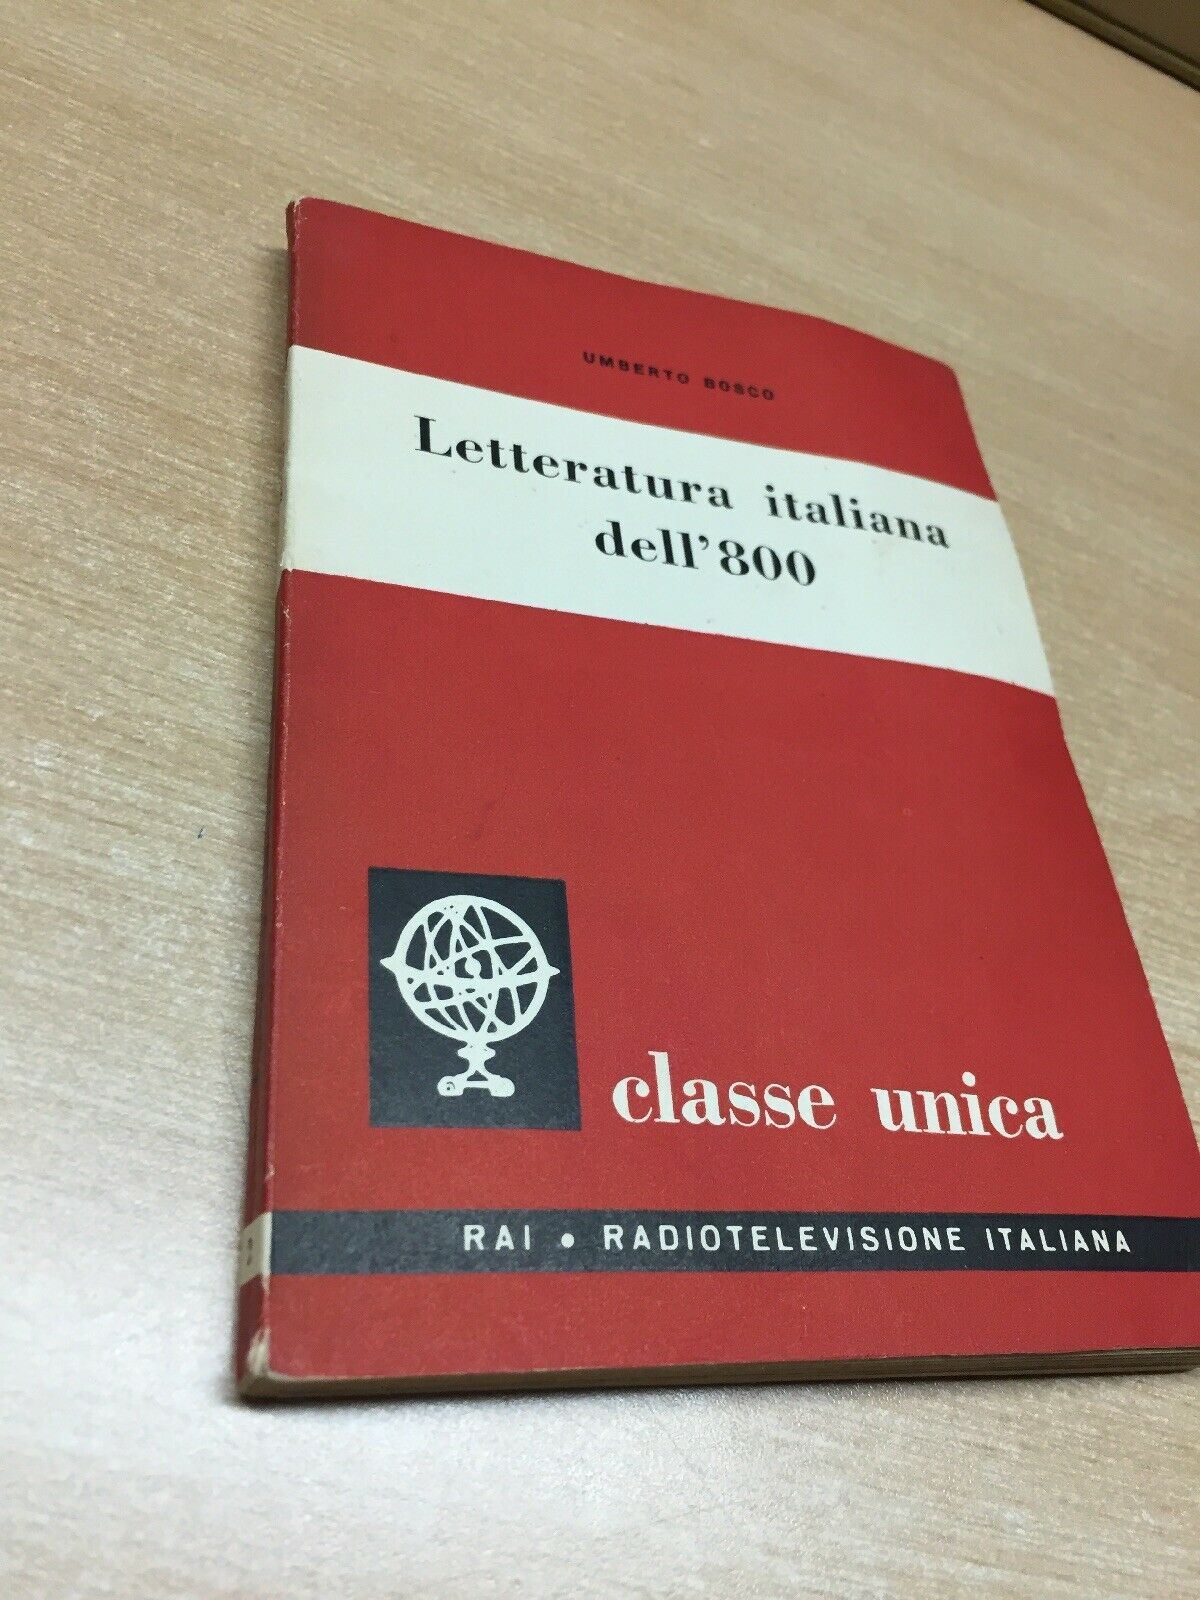 UMBERTO BOSCO
Letteratura italiana
dell'800
classe unica
RAI • RADIOTELEVISIONE ITALIANA